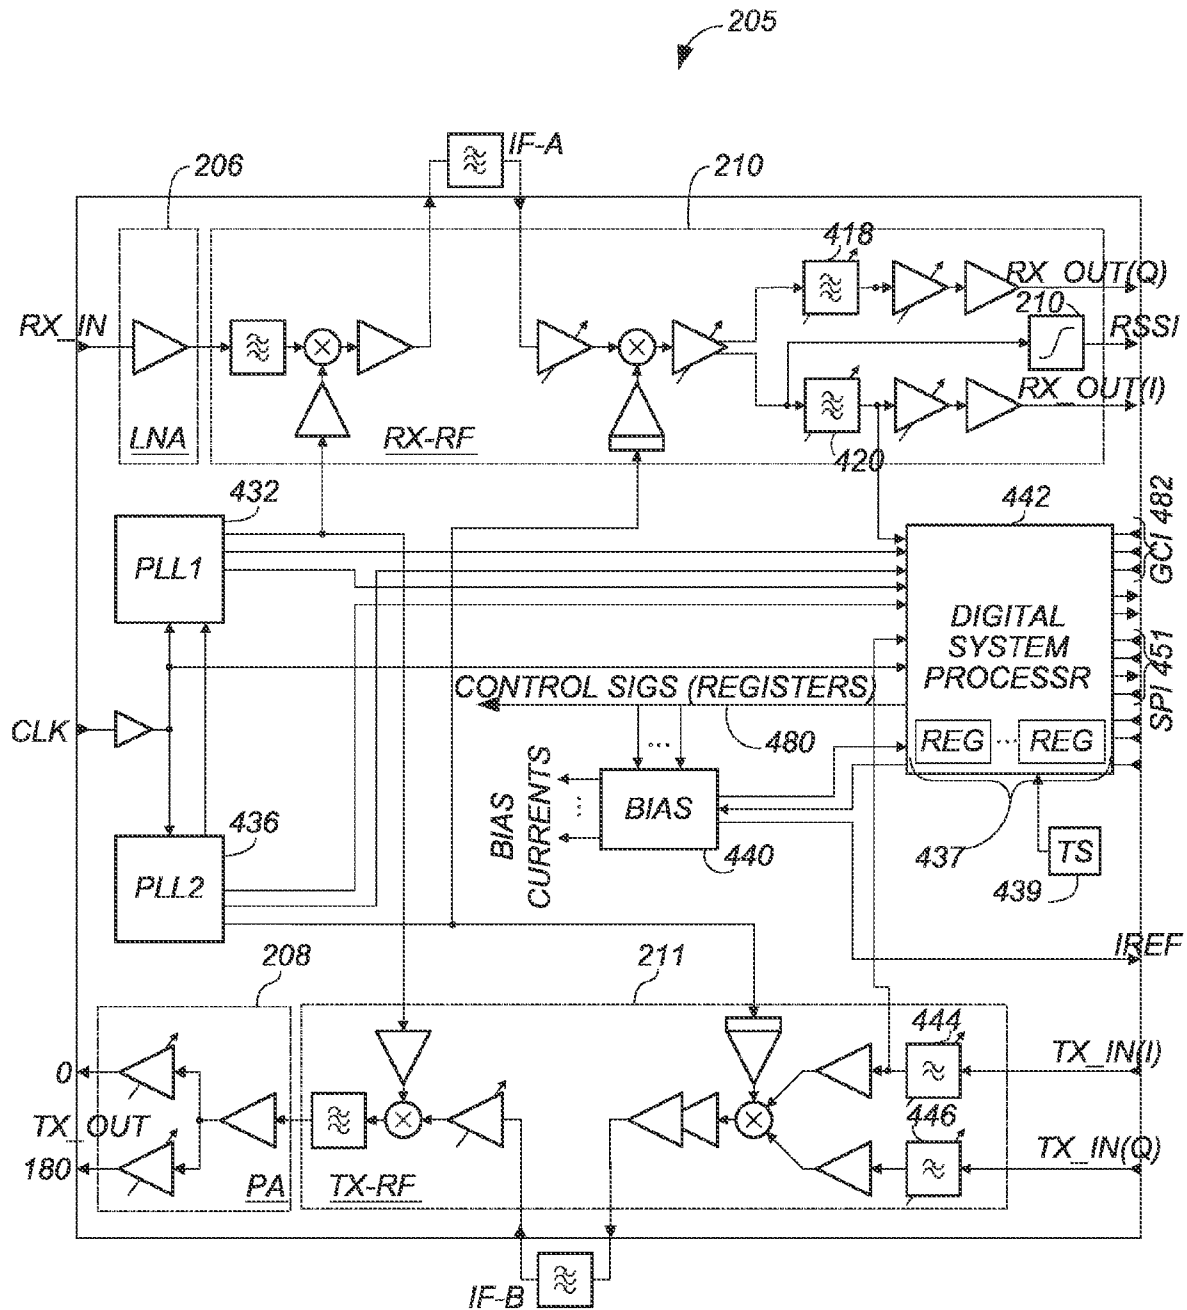 205
IF-A
206
210
418
RX_OUT(Q)
210
RX_IN
RSSI
RX_OUT(I)
LNA
RX-RF
420
432
442
GCI 482
PLL1
DIGITAL
SYSTEM
PROCESSR
SPI 451
CONTROL SIGS (REGISTERS)
CLK
480
REG ... REG
BIAS
CURRENTS
...
...
BIAS
436
440
437
TS
439
PLL2
IREF
208
211
444
TX_IN(I)
0
TX_OUT
446
TX_IN(Q)
180
PA
TX-RF
IF-B